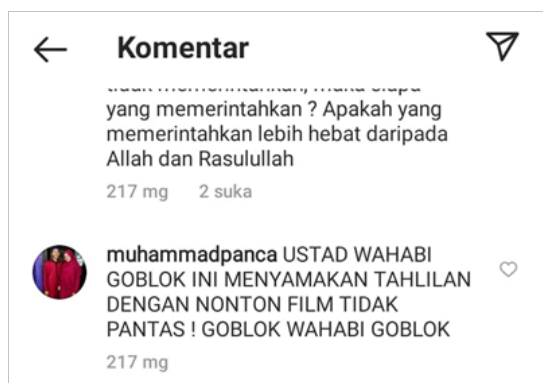 Komentar
yang memerintahkan ? Apakah yang
memerintahkan lebih hebat daripada
Allah dan Rasulullah
217 mg 2 suka
muhammadpanca USTAD WAHABI
GOBLOK INI MENYAMAKAN TAHLILAN
DENGAN NONTON FILM TIDAK
PANTAS ! GOBLOK WAHABI GOBLOK
217 mg